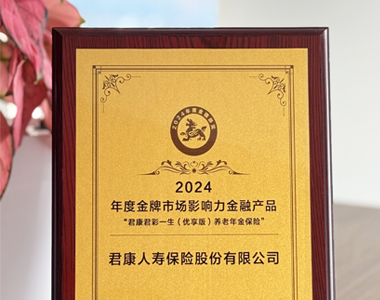 2024
年度金牌市场影响力金融产品
“君康君彩一生（优享版）养老年金保险”
君康人寿保险股份有限公司